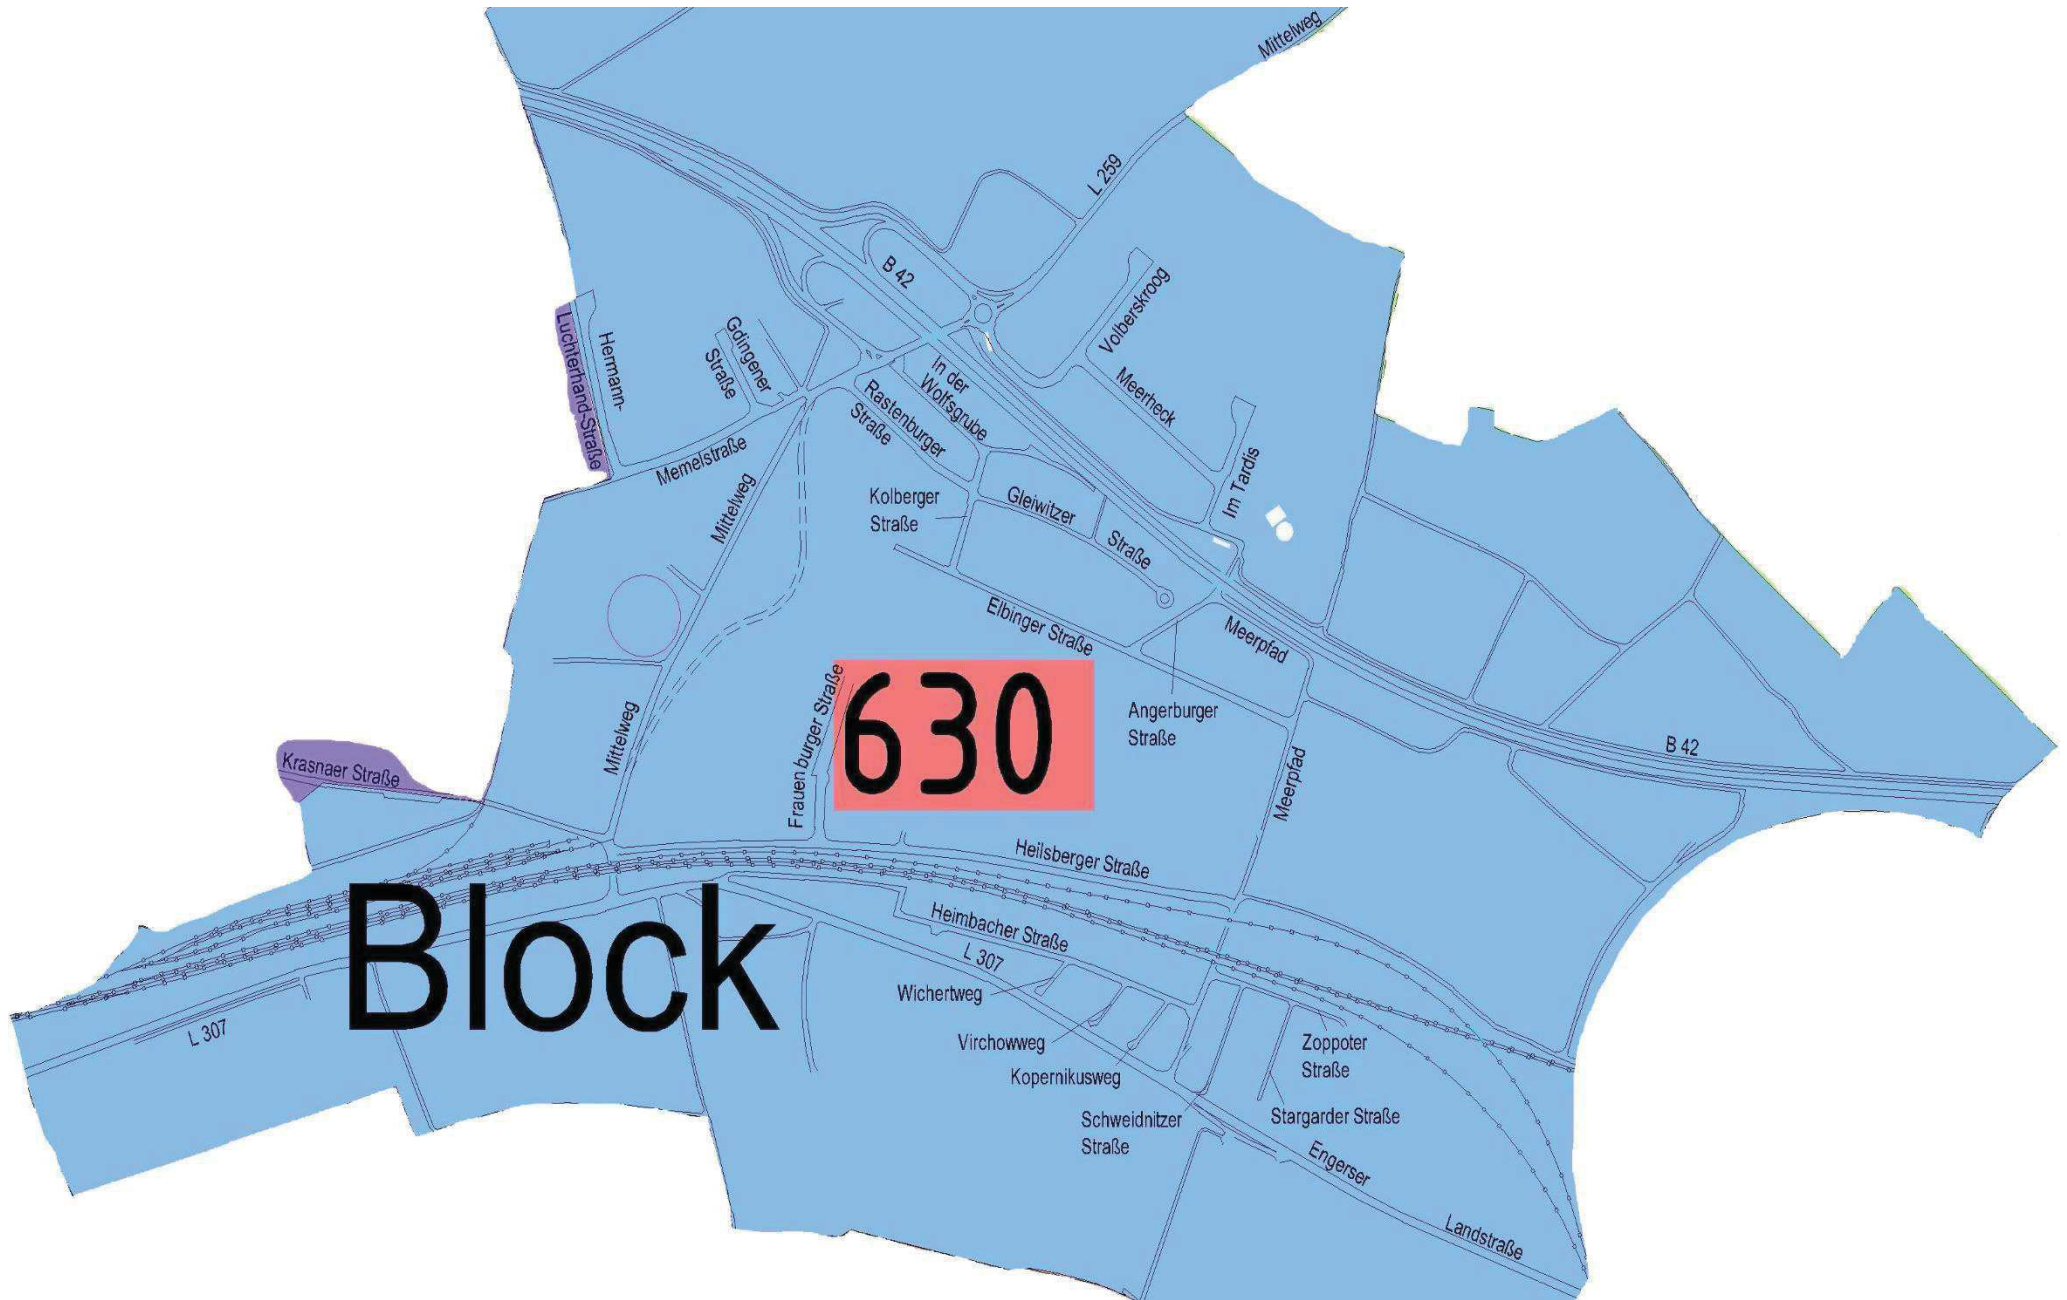 Mittelweg
L 259
B 42
Volberskroog
Luchterhand-Straße
Hermann-
Gdingener
Straße
In der
Wolfsgrube
Meerheck
Rastenburger
Straße
Memelstraße
Mittelweg
Im Tardis
Kolberger
Straße
Gleiwitzer
Straße
Elbinger Straße
Meerpfad
Frauenburger Straße
630
Angerburger
Straße
Mittelweg
B 42
Krasnaer Straße
Meerpfad
Heilsberger Straße
Block
Heimbacher Straße
L 307
Wichertweg
L 307
Virchowweg
Zoppoter
Straße
Kopernikusweg
Schweidnitzer
Straße
Stargarder Straße
Engerser
Landstraße